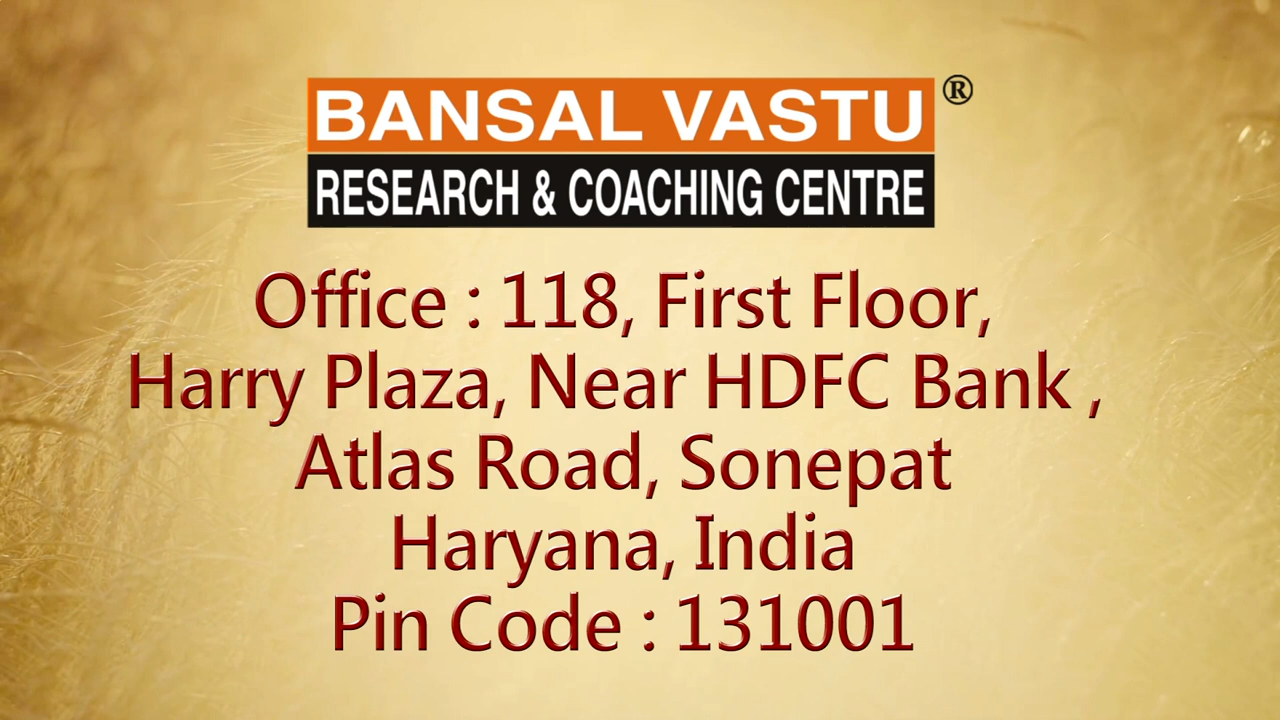 BANSAL VASTU ®
RESEARCH & COACHING CENTRE
Office : 118, First Floor,
Harry Plaza, Near HDFC Bank ,
Atlas Road, Sonepat
Haryana, India
Pin Code : 131001